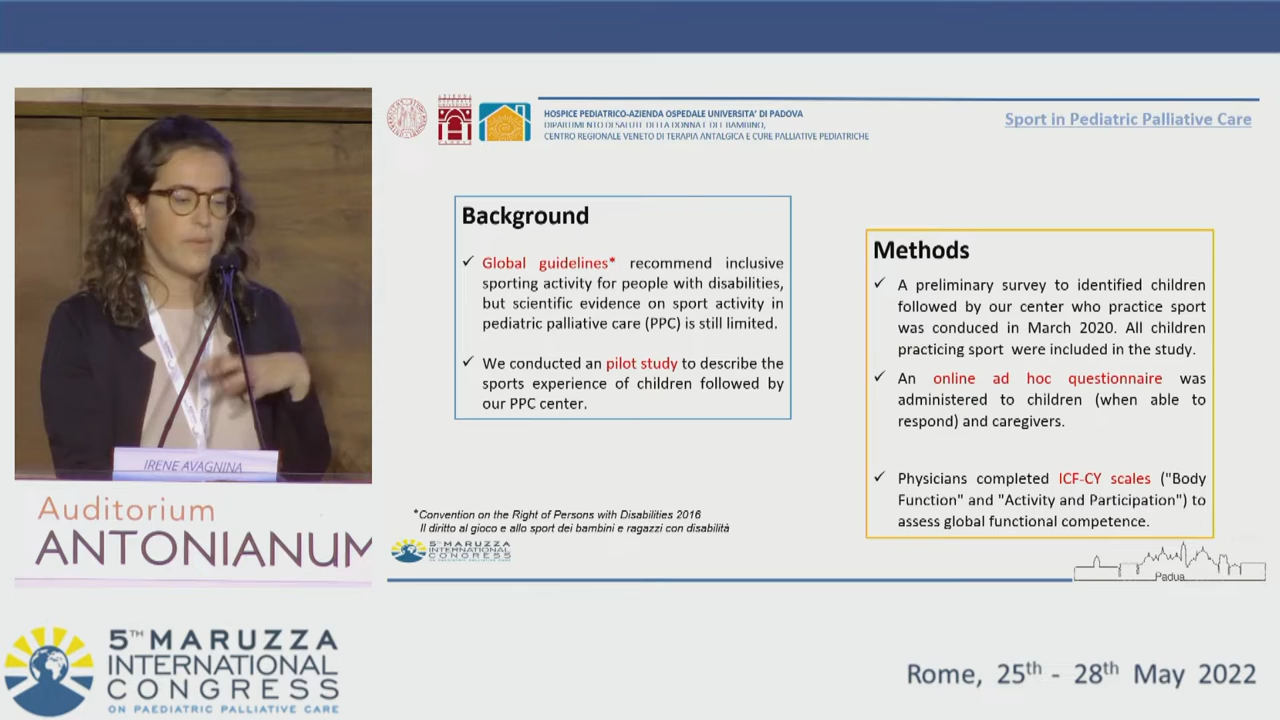 HOSPICE PEDIATRICO-AZIENDA OSPEDALE UNIVERSITA' DI PADOVA
DIPARTIMENTO DI SALUTE DELLA DONNA E DEL BAMBINO,
CENTRO REGIONALE VENETO DI TERAPIA ANTALGICA E CURE PALLIATIVE PEDIATRICHE
Sport in Pediatric Palliative Care
Background
✓ Global guidelines* recommend inclusive
sporting activity for people with disabilities,
but scientific evidence on sport activity in
pediatric palliative care (PPC) is still limited.
✓ We conducted an pilot study to describe the
sports experience of children followed by
our PPC center.
Methods
✓ A preliminary survey to identified children
followed by our center who practice sport
was conduced in March 2020. All children
practicing sport were included in the study.
✓ An online ad hoc questionnaire was
administered to children (when able to
respond) and caregivers.
✓ Physicians completed ICF-CY scales ("Body
Function" and "Activity and Participation") to
assess global functional competence.
*Convention on the Right of Persons with Disabilities 2016
Il diritto al gioco e allo sport dei bambini e ragazzi con disabilità
5TH MARUZZA
INTERNATIONAL
CONGRESS
ON PAEDIATRIC PALLIATIVE CARE
Padua
IRENE AVAGNINA
Auditorium
ANTONIANUM
5TH MARUZZA
INTERNATIONAL
CONGRESS
ON PAEDIATRIC PALLIATIVE CARE
Rome, 25th - 28th May 2022